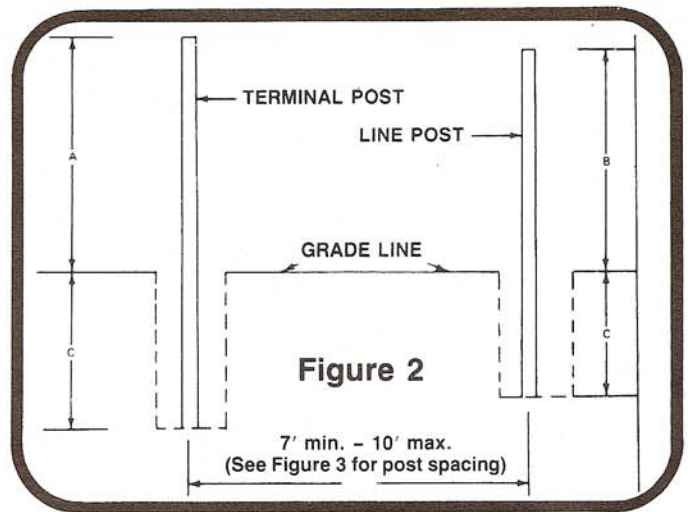 TERMINAL POST
LINE POST
A
B
GRADE LINE
C
C
Figure 2
7' min. – 10' max.
(See Figure 3 for post spacing)